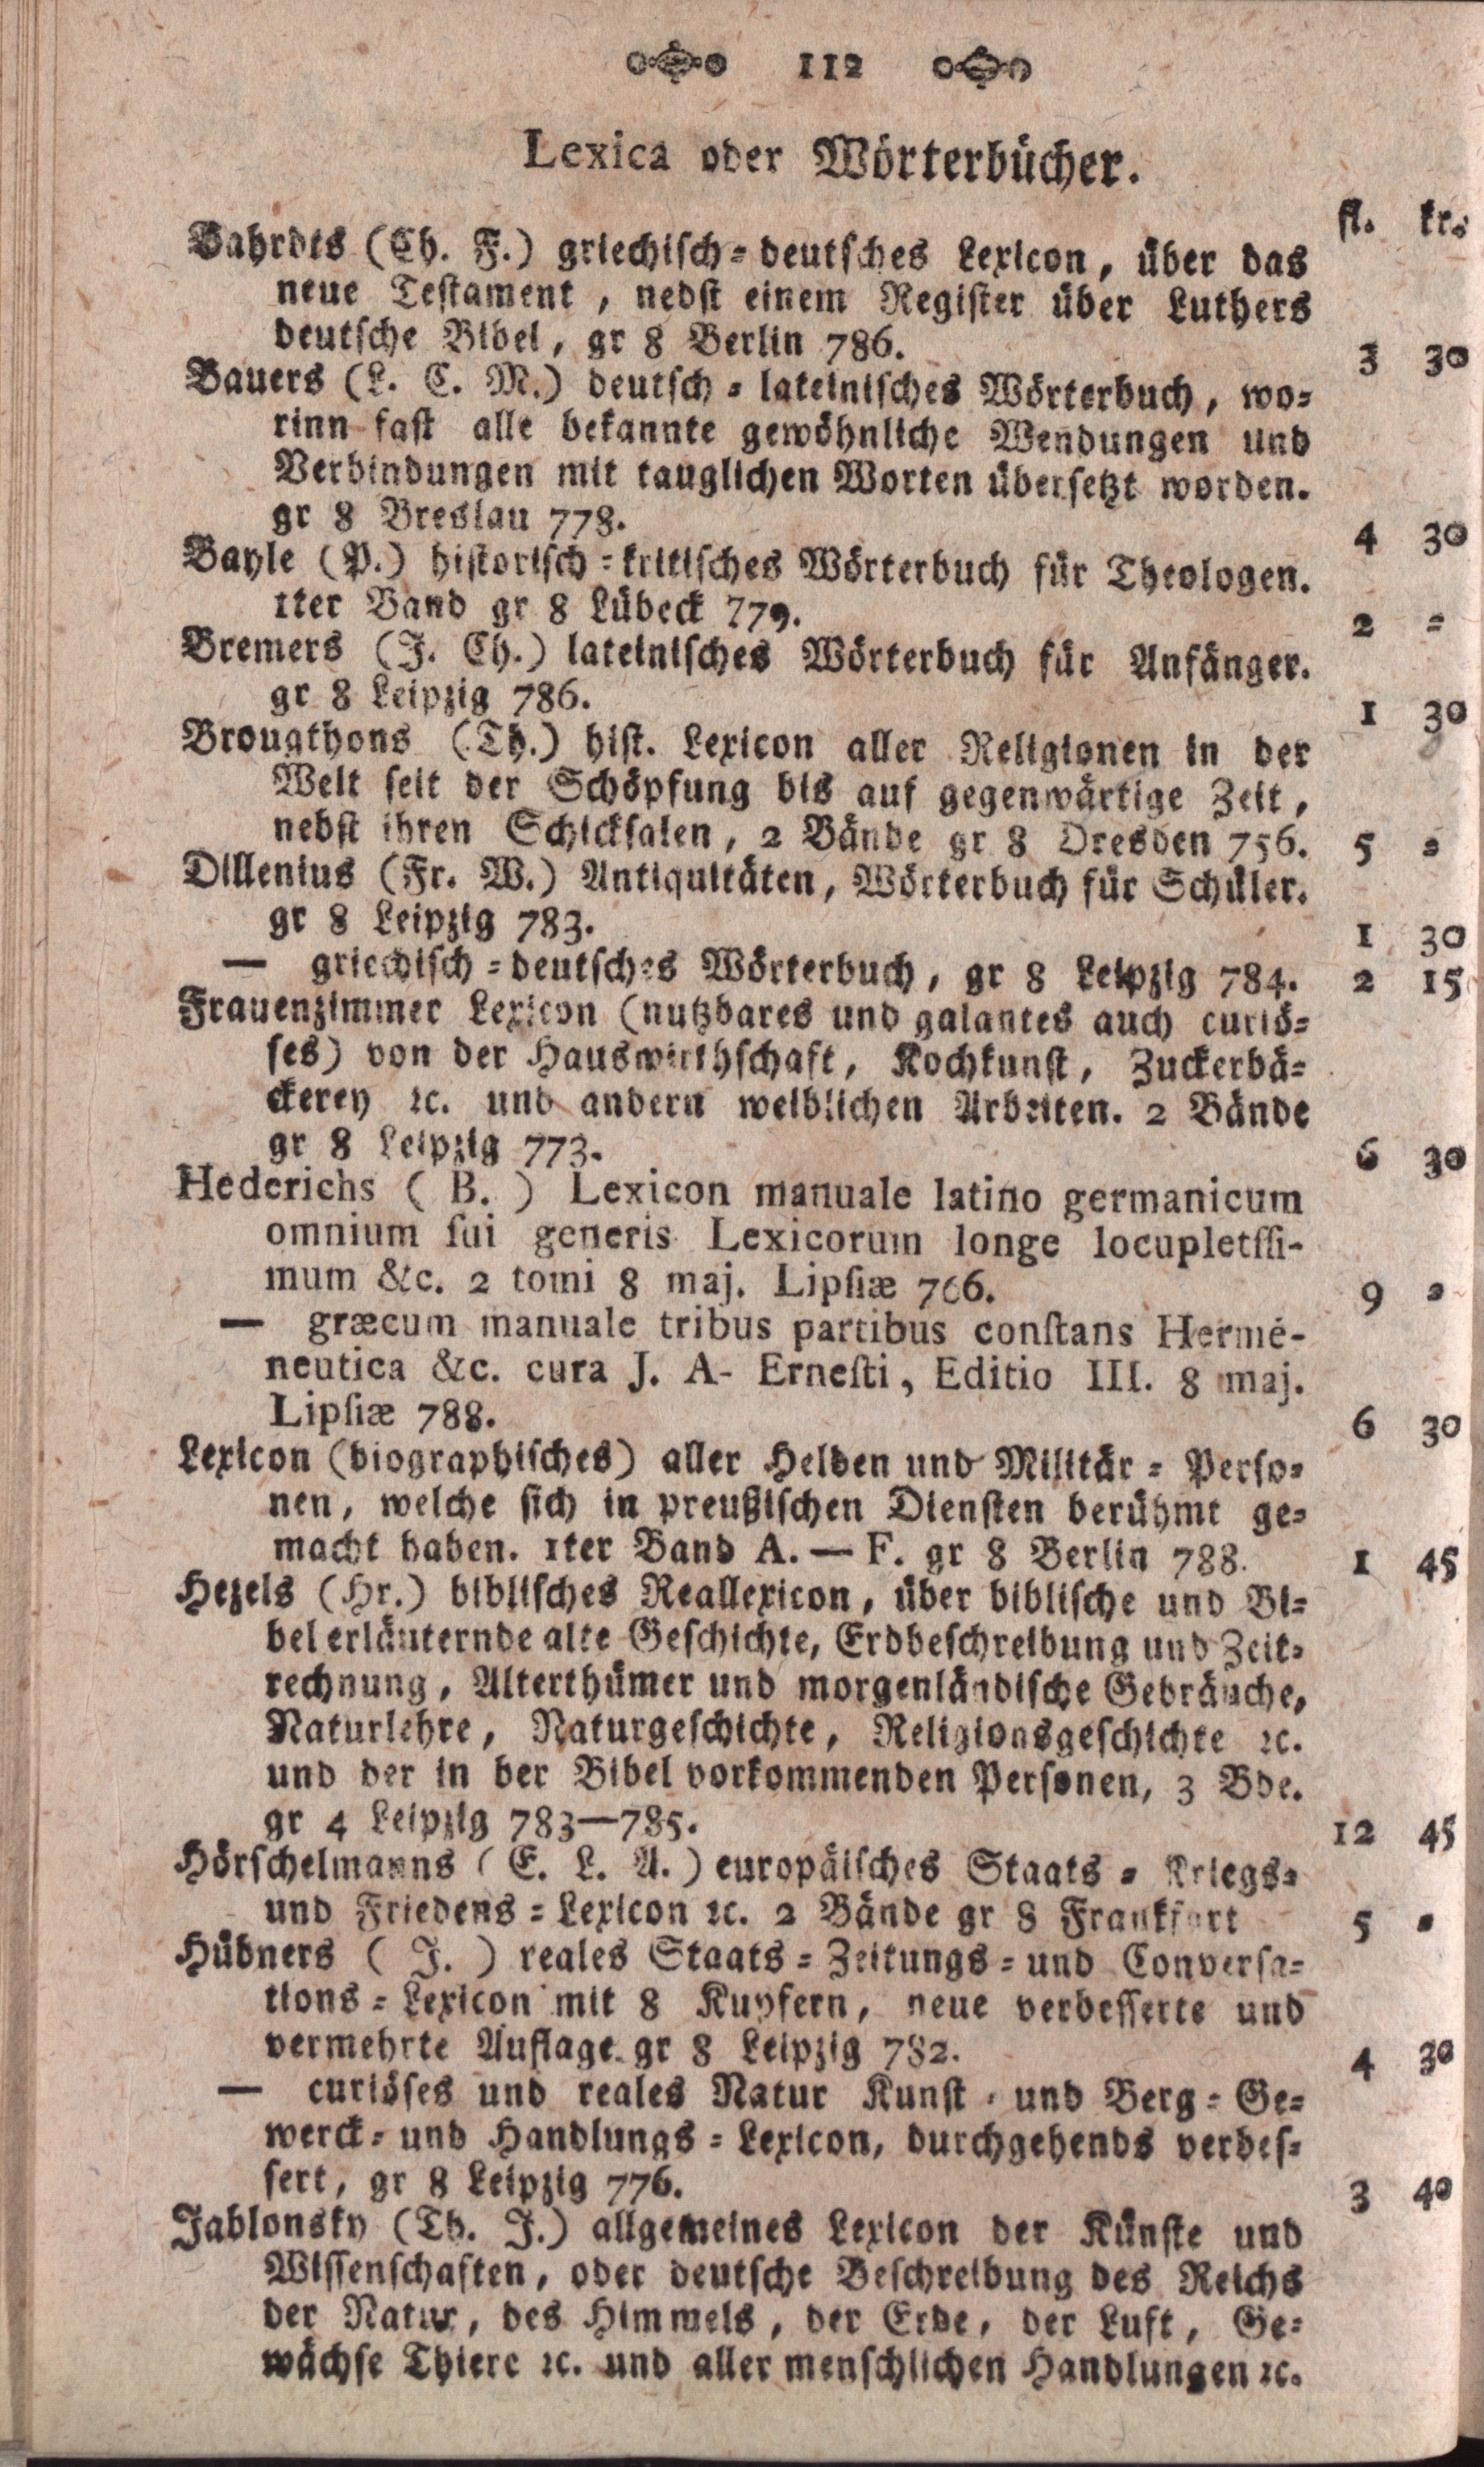 112
Lexica oder Wörterbücher.
fl. kr.
Bahrdts (Ch. F.) griechisch=deutsches Lexicon, über das
neue Testament, nebst einem Register über Luthers
deutsche Bibel, gr 8 Berlin 786. 3 30
Bauers (L. C. M.) deutsch=lateinisches Wörterbuch, wo=
rinn fast alle bekannte gewöhnliche Wendungen und
Verbindungen mit tauglichen Worten übersetzt worden.
gr 8 Breslau 778. 4 30
Bayle (P.) historisch=kritisches Wörterbuch für Theologen.
1ter Band gr 8 Lübeck 779. 2 =
Bremers (J. Ch.) lateinisches Wörterbuch für Anfänger.
gr 8 Leipzig 786. 1 30
Brougthons (Th.) hist. Lexicon aller Religionen in der
Welt seit der Schöpfung bis auf gegenwärtige Zeit,
nebst ihren Schicksalen, 2 Bände gr 8 Dresden 756. 5 =
Dillenius (Fr. W.) Antiquitäten, Wörterbuch für Schüler.
gr 8 Leipzig 783. 1 30
— griechisch=deutsches Wörterbuch, gr 8 Leipzig 784. 2 15
Frauenzimmer Lexicon (nutzbares und galantes auch curiö=
ses) von der Hauswirthschaft, Kochkunst, Zuckerbä=
ckerey ꝛc. und andern weiblichen Arbeiten. 2 Bände
gr 8 Leipzig 773. 6 30
Hederichs ( B. ) Lexicon manuale latino germanicum
omnium sui generis Lexicorum longe locupletssi-
mum &c. 2 tomi 8 maj. Lipsiæ 766. 9 =
— græcum manuale tribus partibus constans Herme-
neutica &c. cura J. A- Ernesti, Editio III. 8 maj.
Lipsiæ 788. 6 30
Lexicon (biographisches) aller Helden und Militär=Perso=
nen, welche sich in preußischen Diensten berühmt ge=
macht haben. 1ter Band A. — F. gr 8 Berlin 788. 1 45
Hezels (Hr.) biblisches Reallexicon, über biblische und Bi=
bel erläuternde alte Geschichte, Erdbeschreibung und Zeit=
rechnung, Alterthümer und morgenländische Gebräuche,
Naturlehre, Naturgeschichte, Religionsgeschichte ꝛc.
und der in der Bibel vorkommenden Personen, 3 Bde.
gr 4 Leipzig 783—785. 12 45
Hörschelmanns ( E. L. A. ) europäisches Staats=Kriegs=
und Friedens=Lexicon ꝛc. 2 Bände gr 8 Frankfurt 5 =
Hübners ( J. ) reales Staats=Zeitungs=und Conversa=
tions=Lexicon mit 8 Kupfern, neue verbesserte und
vermehrte Auflage. gr 8 Leipzig 782. 4 30
— curiöses und reales Natur Kunst=und Berg=Ge=
werck=und Handlungs=Lexicon, durchgehends verbes=
sert, gr 8 Leipzig 776. 3 40
Jablonsky (Th. J.) allgemeines Lexicon der Künste und
Wissenschaften, oder deutsche Beschreibung des Reichs
der Natur, des Himmels, der Erde, der Luft, Ge=
wächse Thiere ꝛc. und aller menschlichen Handlungen ꝛc.